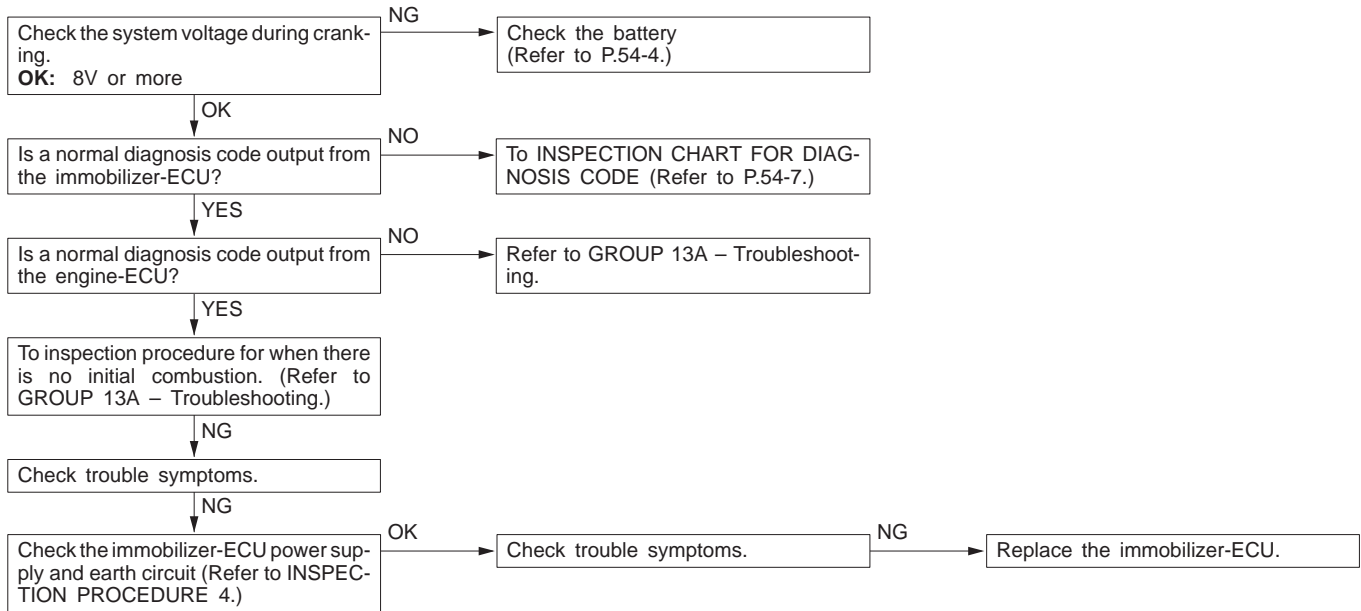 Check the system voltage during crank-
ing.
OK: 8V or more
NG
Check the battery
(Refer to P.54-4.)
OK
Is a normal diagnosis code output from
the immobilizer-ECU?
NO
To INSPECTION CHART FOR DIAG-
NOSIS CODE (Refer to P.54-7.)
YES
Is a normal diagnosis code output from
the engine-ECU?
NO
Refer to GROUP 13A – Troubleshoot-
ing.
YES
To inspection procedure for when there
is no initial combustion. (Refer to
GROUP 13A – Troubleshooting.)
NG
Check trouble symptoms.
NG
Check the immobilizer-ECU power sup-
ply and earth circuit (Refer to INSPEC-
TION PROCEDURE 4.)
OK
Check trouble symptoms.
NG
Replace the immobilizer-ECU.